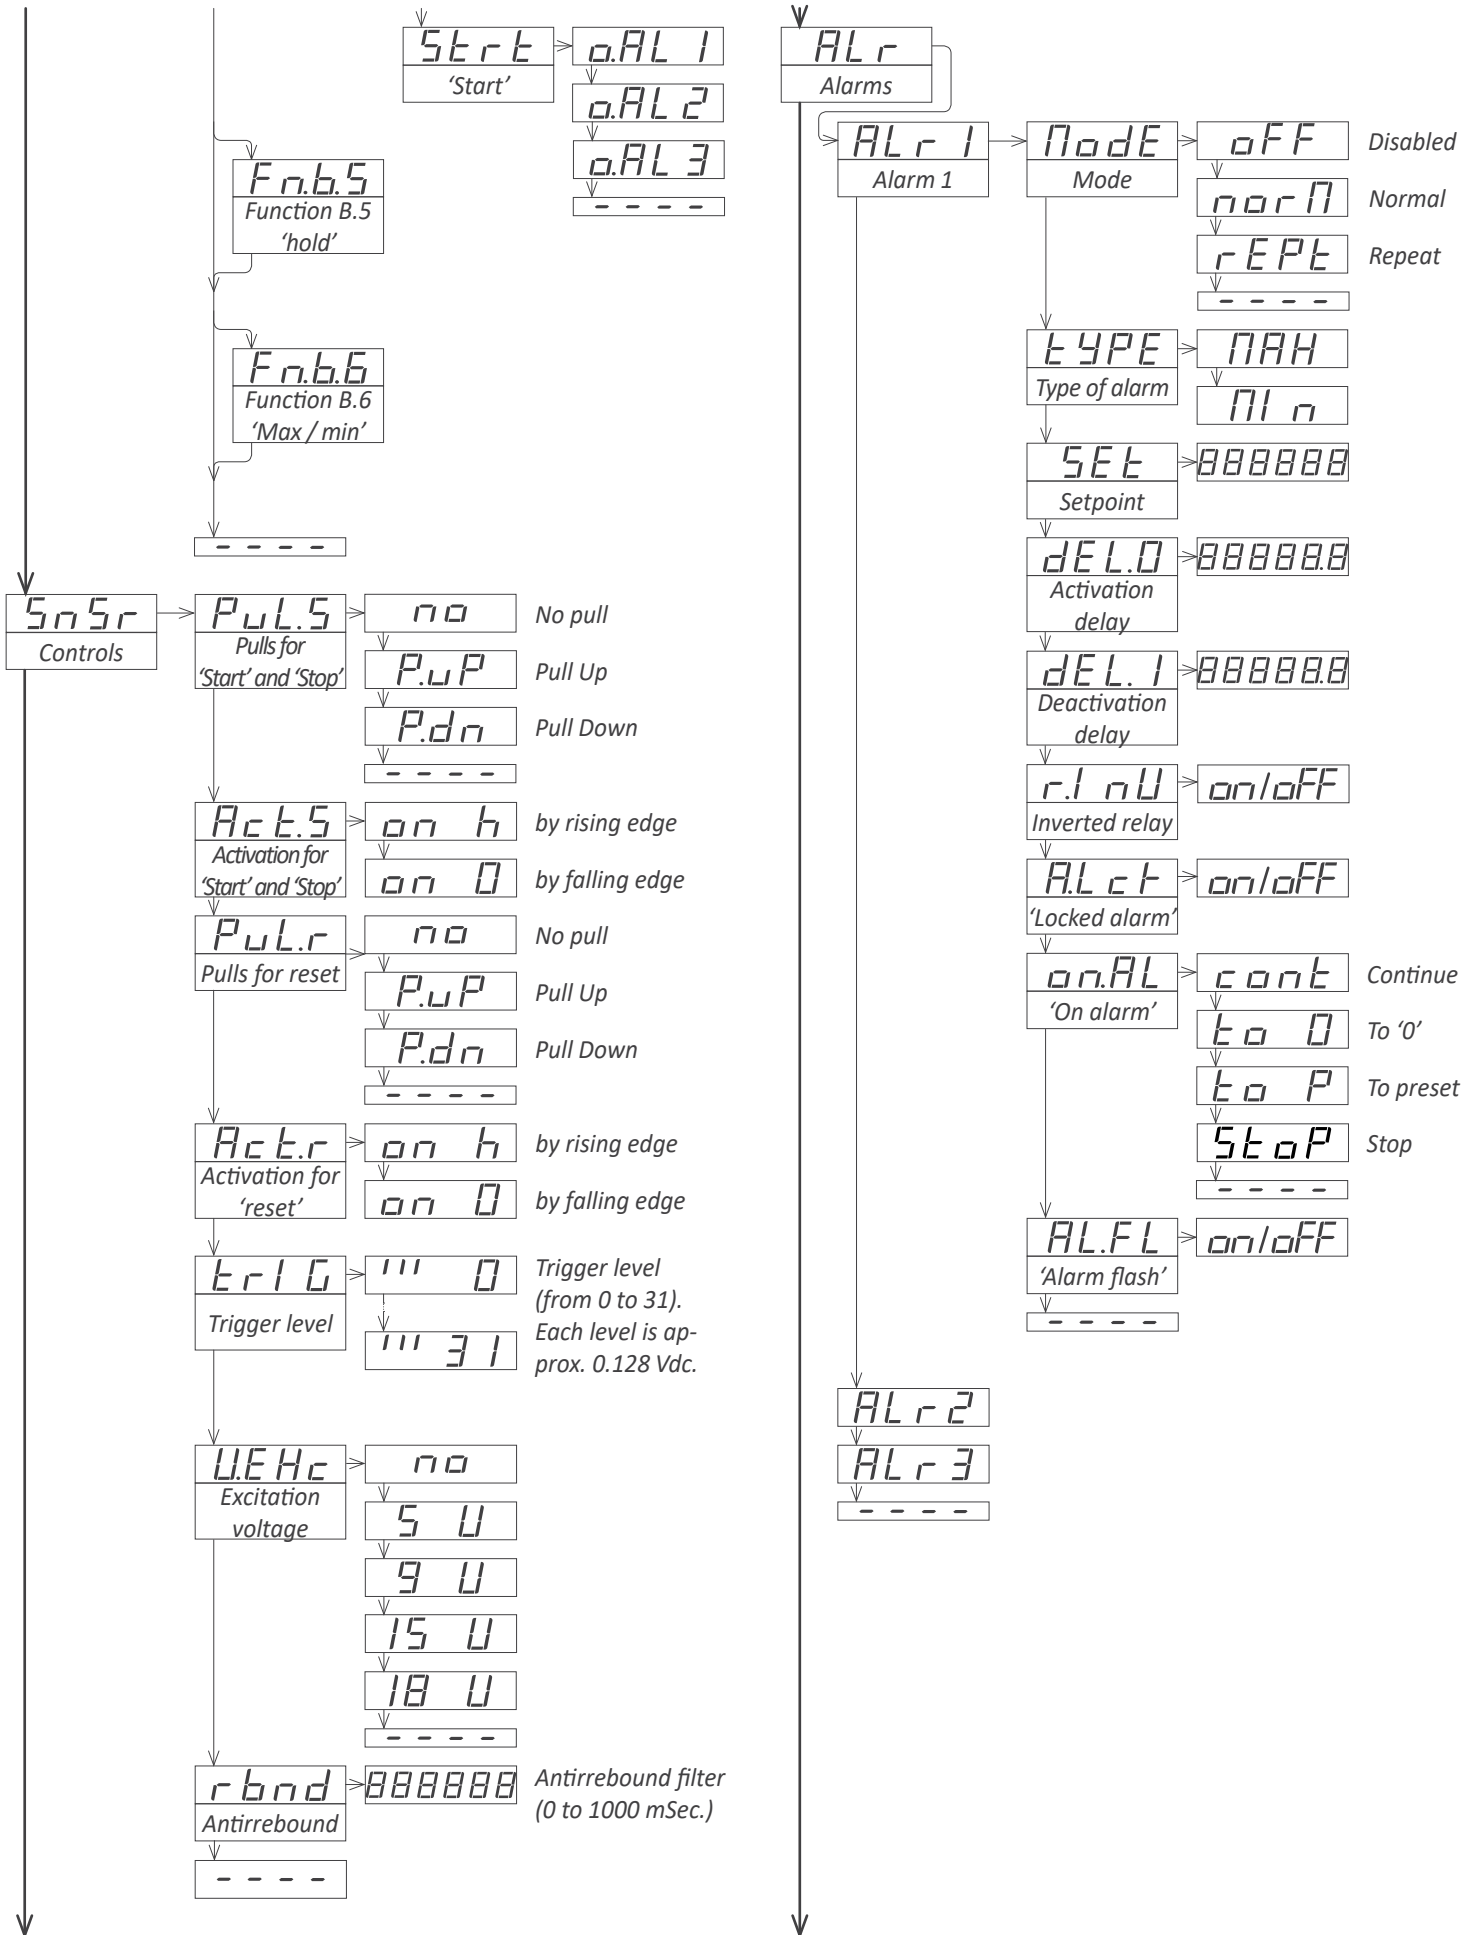 Strt
'Start'
o.AL 1
o.AL 2
o.AL 3
- - - -
Fn.b.5
Function B.5
'hold'
Fn.b.6
Function B.6
'Max / min'
- - - -
SnSr
Controls
PuL.S
Pulls for
'Start' and 'Stop'
no
No pull
P.uP
Pull Up
P.dn
Pull Down
- - - -
Act.S
Activation for
'Start' and 'Stop'
on h
by rising edge
on 0
by falling edge
PuL.r
Pulls for reset
no
No pull
P.uP
Pull Up
P.dn
Pull Down
- - - -
Act.r
Activation for
'reset'
on h
by rising edge
on 0
by falling edge
trIG
Trigger level
''' 0
''' 31
Trigger level
(from 0 to 31).
Each level is ap-
prox. 0.128 Vdc.
U.EHc
Excitation
voltage
no
5 U
9 U
15 U
18 U
- - - -
rbnd
Antirrebound
888888
Antirrebound filter
(0 to 1000 mSec.)
- - - -
ALr
Alarms
ALr1
Alarm 1
ModE
Mode
oFF
Disabled
norM
Normal
rEPt
Repeat
- - - -
tYPE
Type of alarm
MAH
MIn
SEt
Setpoint
888888
dEL.0
Activation
delay
88888.8
dEL.1
Deactivation
delay
88888.8
r.InU
Inverted relay
on/oFF
A.Lct
'Locked alarm'
on/oFF
on.AL
'On alarm'
cont
Continue
to 0
To '0'
to P
To preset
StoP
Stop
- - - -
AL.FL
'Alarm flash'
on/oFF
- - - -
ALr2
ALr3
- - - -